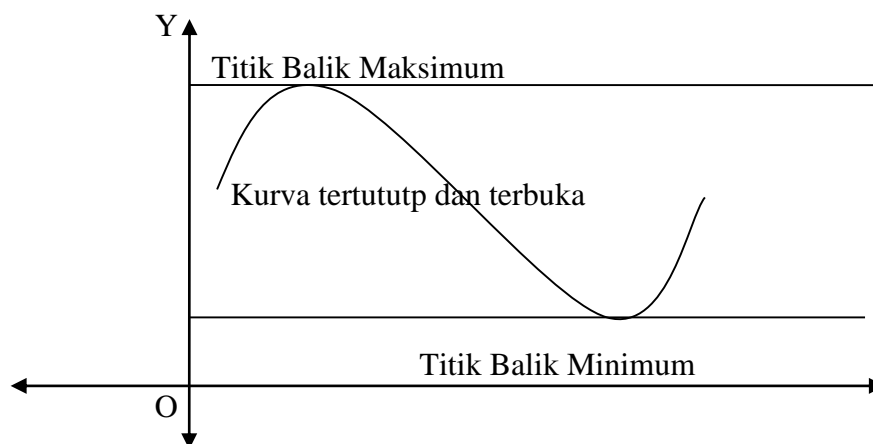 Y
Titik Balik Maksimum
Kurva tertututp dan terbuka
Titik Balik Minimum
O